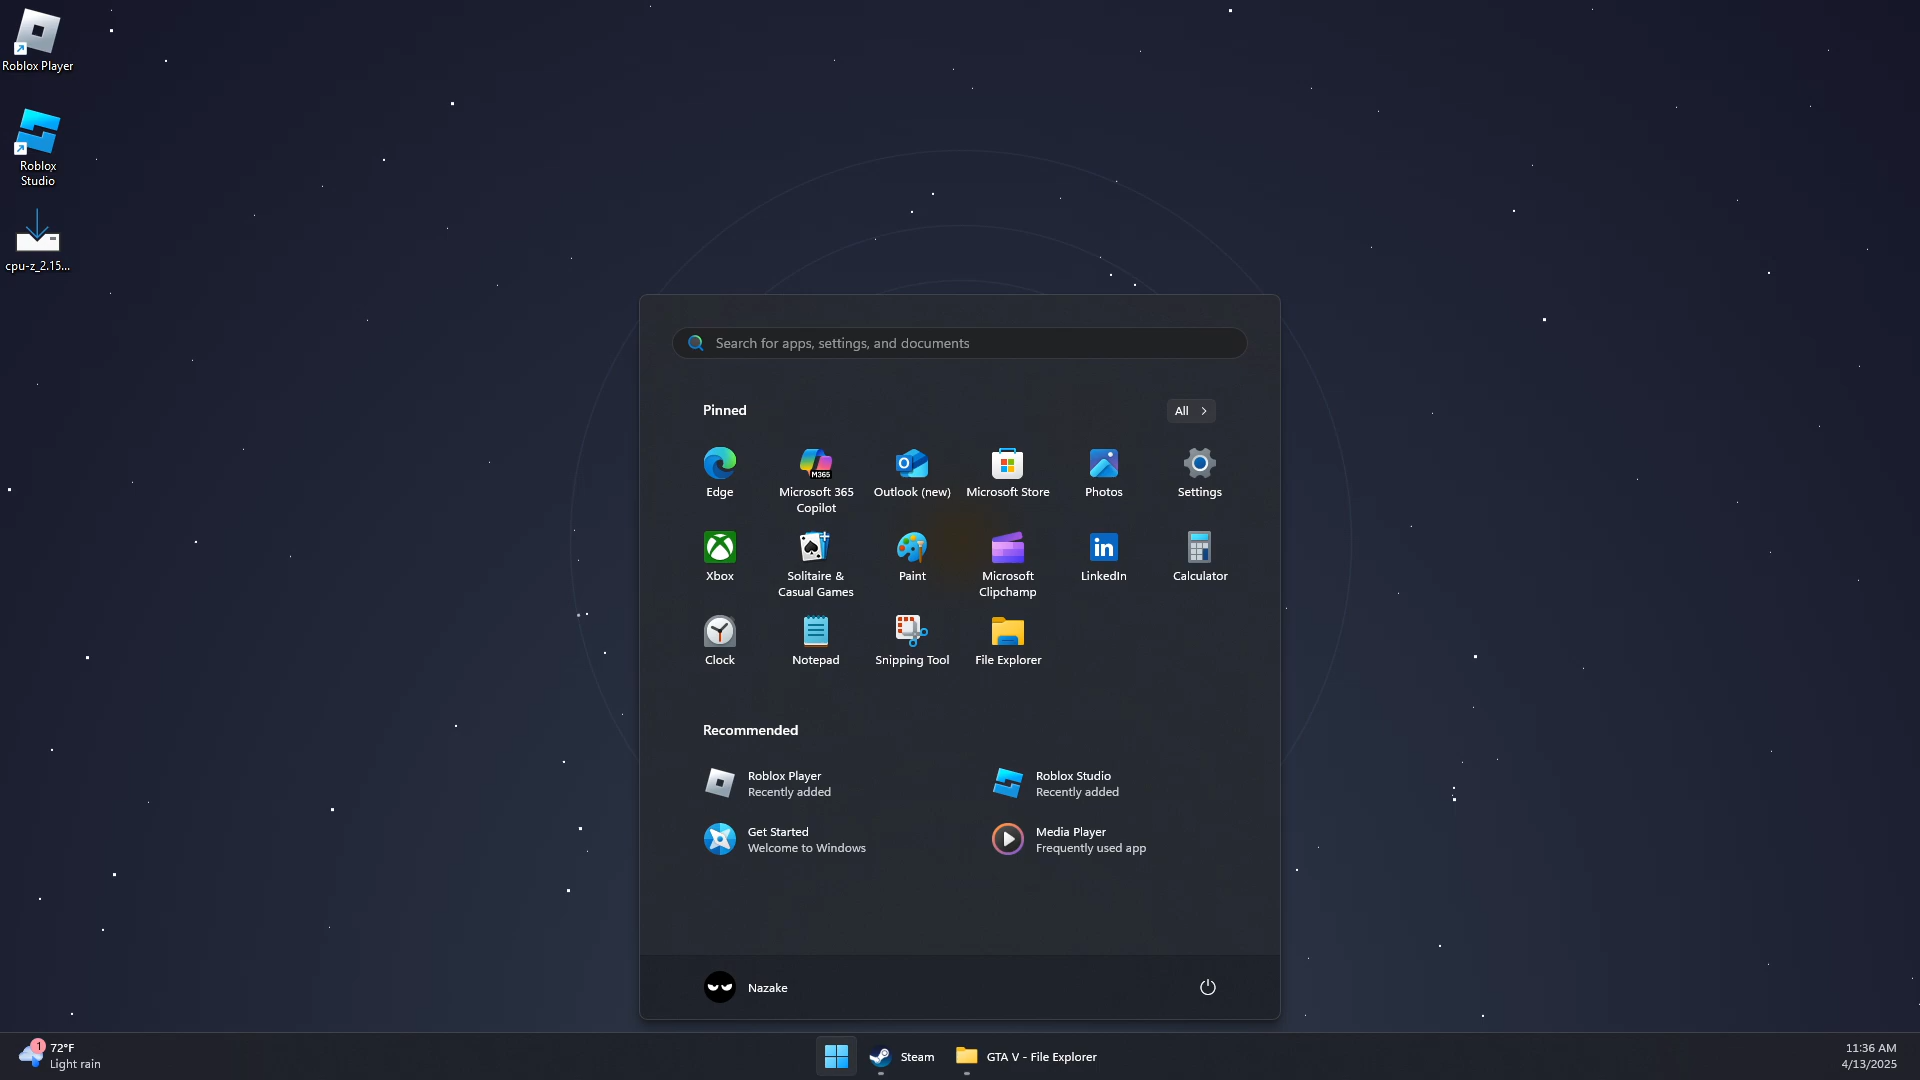 Roblox Player
Roblox
Studio
cpu-z_2.15...
Search for apps, settings, and documents
Pinned
All
Edge
M365
Microsoft 365
Copilot
Outlook (new)
Microsoft Store
Photos
Settings
Xbox
Solitaire &
Casual Games
Paint
Microsoft
Clipchamp
in
LinkedIn
Calculator
Clock
Notepad
Snipping Tool
File Explorer
Recommended
Roblox Player
Recently added
Roblox Studio
Recently added
Get Started
Welcome to Windows
Media Player
Frequently used app
Nazake
1
72°F
Light rain
Steam
GTA V - File Explorer
11:36 AM
4/13/2025